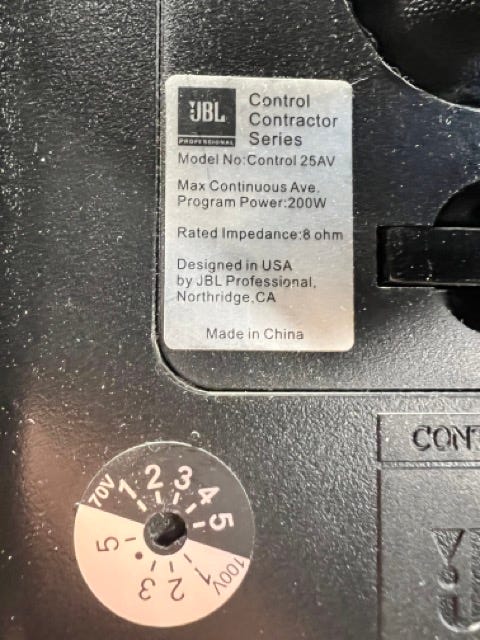 JBL
PROFESSIONAL
Control
Contractor
Series
Model No:Control 25AV
Max Continuous Ave.
Program Power:200W
Rated Impedance:8 ohm
Designed in USA
by JBL Professional,
Northridge,CA
Made in China
CONT
70V
1 2 3 4 5
100V
1 2 3 5